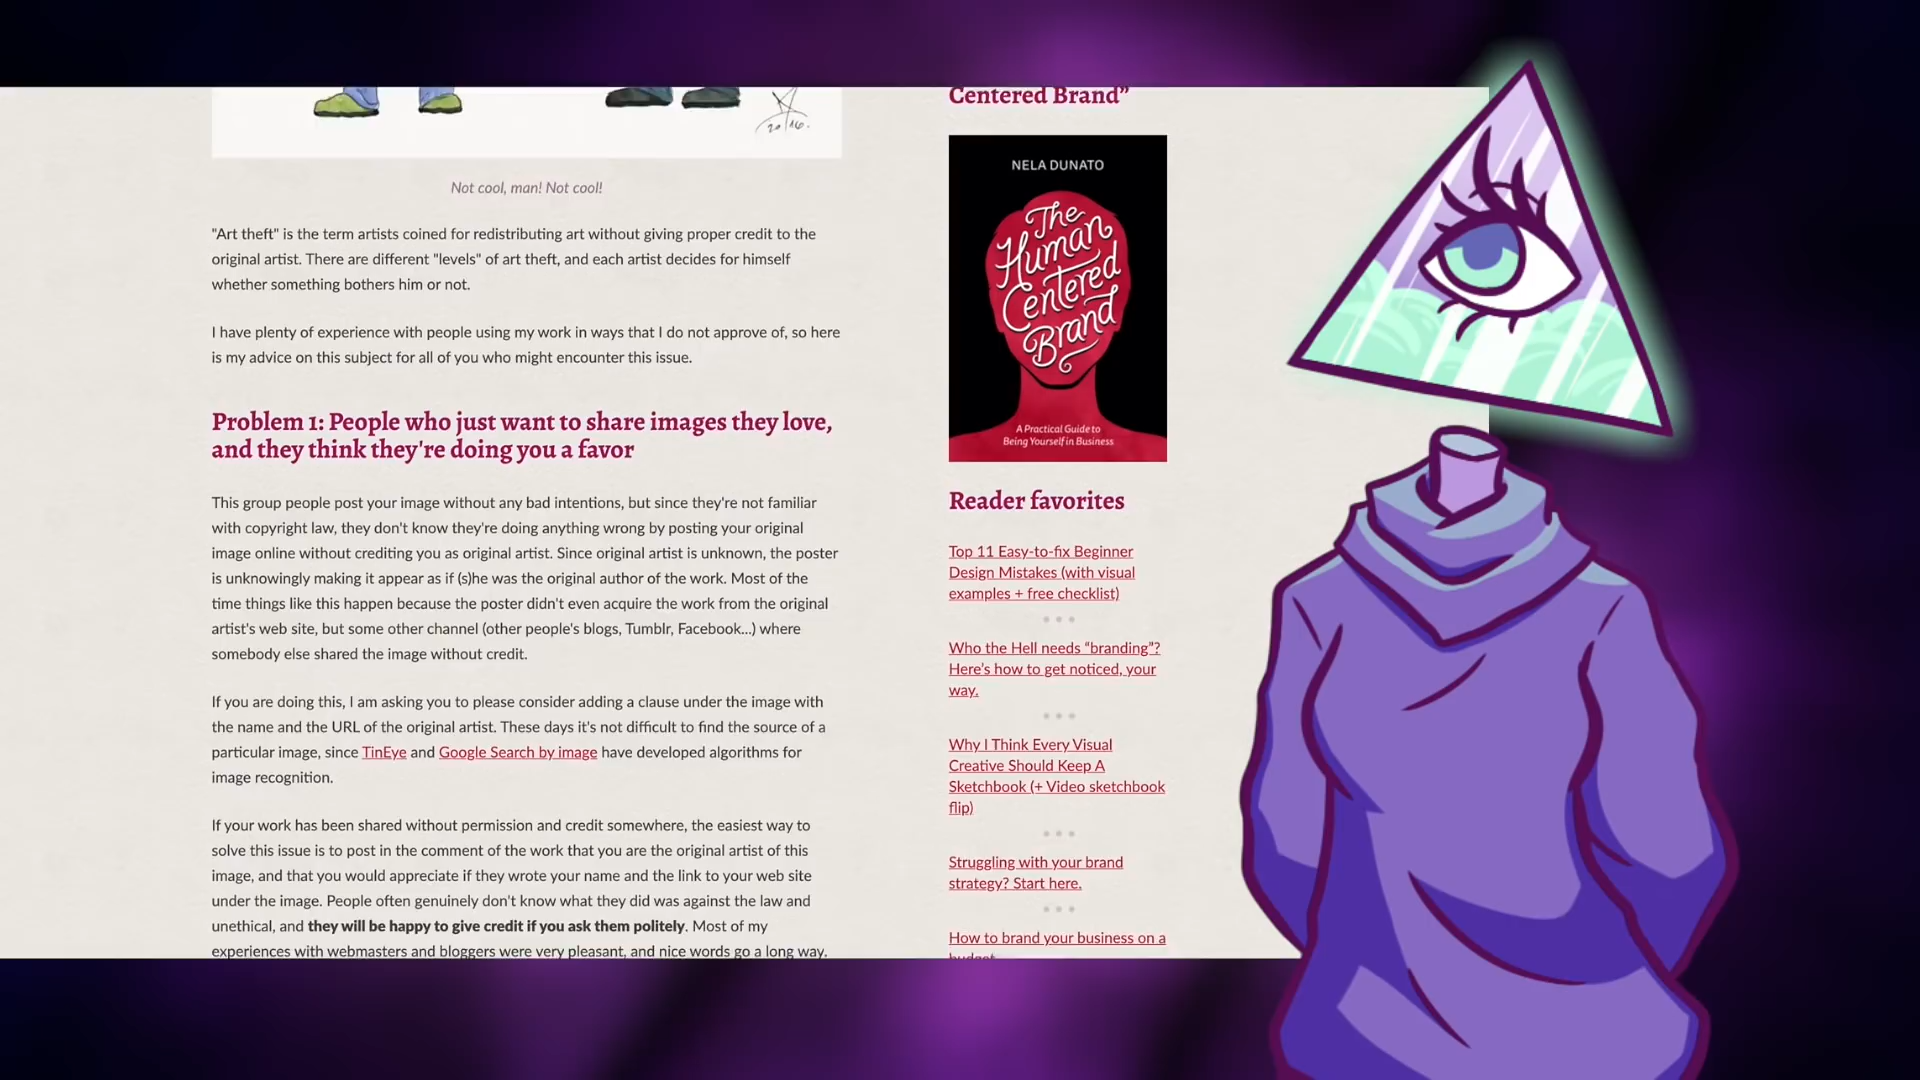 20/16.
Not cool, man! Not cool!
"Art theft" is the term artists coined for redistributing art without giving proper credit to the
original artist. There are different "levels" of art theft, and each artist decides for himself
whether something bothers him or not.
I have plenty of experience with people using my work in ways that I do not approve of, so here
is my advice on this subject for all of you who might encounter this issue.
Problem 1: People who just want to share images they love,
and they think they're doing you a favor
This group people post your image without any bad intentions, but since they're not familiar
with copyright law, they don't know they're doing anything wrong by posting your original
image online without crediting you as original artist. Since original artist is unknown, the poster
is unknowingly making it appear as if (s)he was the original author of the work. Most of the
time things like this happen because the poster didn't even acquire the work from the original
artist's web site, but some other channel (other people's blogs, Tumblr, Facebook...) where
somebody else shared the image without credit.
If you are doing this, I am asking you to please consider adding a clause under the image with
the name and the URL of the original artist. These days it's not difficult to find the source of a
particular image, since TinEye and Google Search by image have developed algorithms for
image recognition.
If your work has been shared without permission and credit somewhere, the easiest way to
solve this issue is to post in the comment of the work that you are the original artist of this
image, and that you would appreciate if they wrote your name and the link to your web site
under the image. People often genuinely don't know what they did was against the law and
unethical, and they will be happy to give credit if you ask them politely. Most of my
experiences with webmasters and bloggers were very pleasant, and nice words go a long way.
Centered Brand”
NELA DUNATO
The
Human
Centered
Brand
A Practical Guide to
Being Yourself in Business
Reader favorites
Top 11 Easy-to-fix Beginner
Design Mistakes (with visual
examples + free checklist)
Who the Hell needs “branding”?
Here’s how to get noticed, your
way.
Why I Think Every Visual
Creative Should Keep A
Sketchbook (+ Video sketchbook
flip)
Struggling with your brand
strategy? Start here.
How to brand your business on a
budget